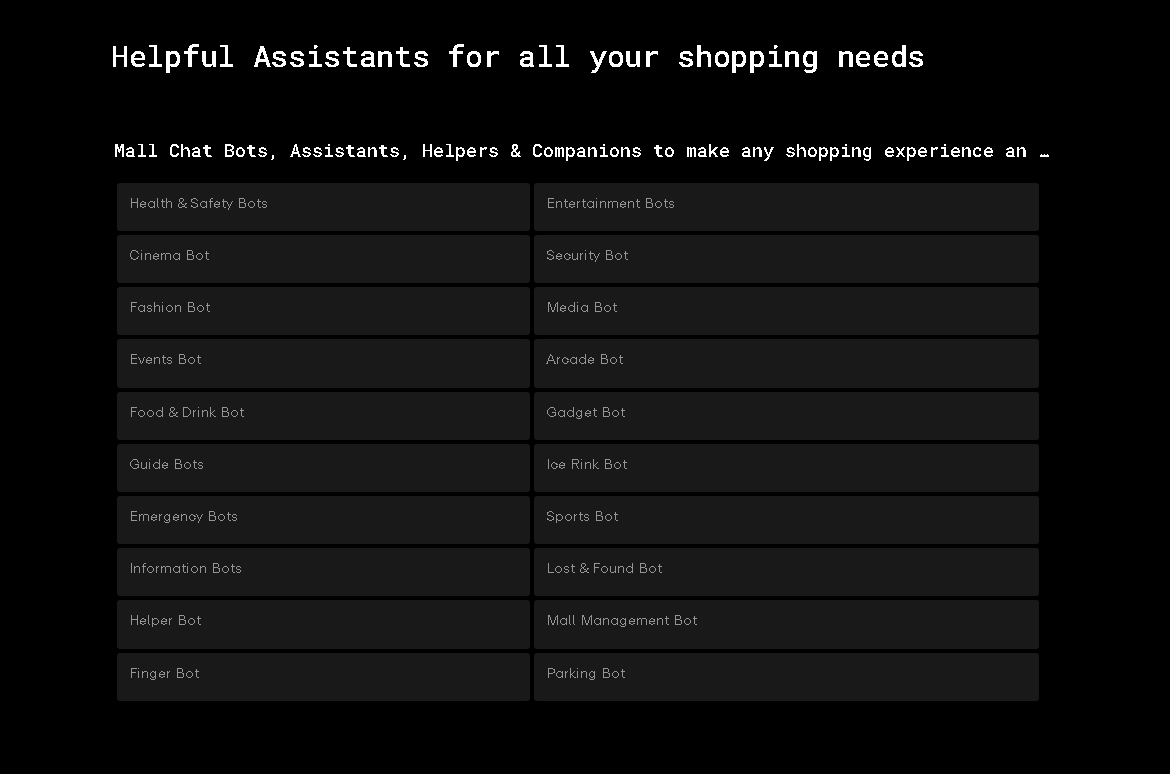 Helpful Assistants for all your shopping needs
Mall Chat Bots, Assistants, Helpers & Companions to make any shopping experience an …
Health & Safety Bots
Entertainment Bots
Cinema Bot
Security Bot
Fashion Bot
Media Bot
Events Bot
Arcade Bot
Food & Drink Bot
Gadget Bot
Guide Bots
Ice Rink Bot
Emergency Bots
Sports Bot
Information Bots
Lost & Found Bot
Helper Bot
Mall Management Bot
Finger Bot
Parking Bot